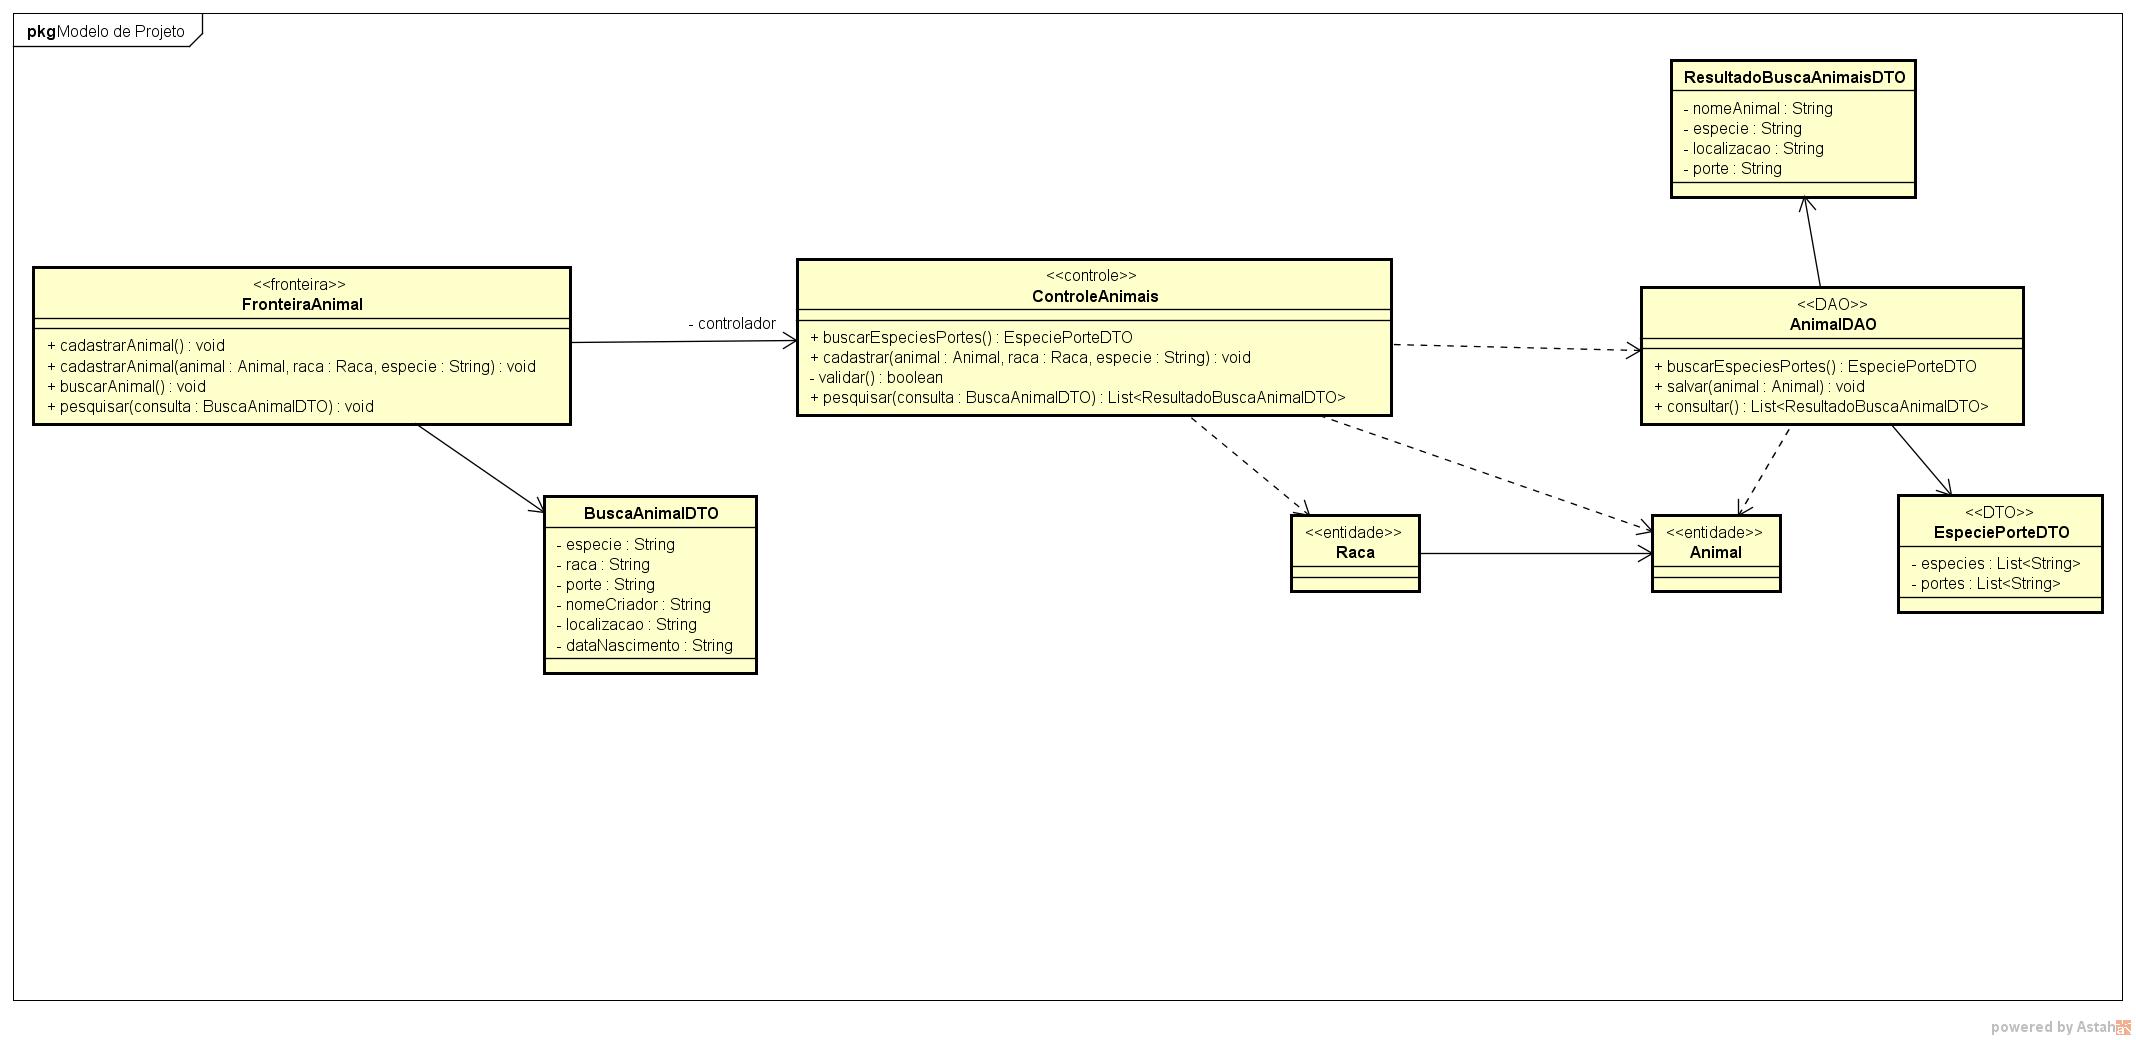 pkg Modelo de Projeto
ResultadoBuscaAnimaisDTO
- nomeAnimal : String
- especie : String
- localizacao : String
- porte : String
<<fronteira>>
FronteiraAnimal
+ cadastrarAnimal() : void
+ cadastrarAnimal(animal : Animal, raca : Raca, especie : String) : void
+ buscarAnimal() : void
+ pesquisar(consulta : BuscaAnimalDTO) : void
- controlador
<<controle>>
ControleAnimais
+ buscarEspeciesPortes() : EspeciePorteDTO
+ cadastrar(animal : Animal, raca : Raca, especie : String) : void
- validar() : boolean
+ pesquisar(consulta : BuscaAnimalDTO) : List<ResultadoBuscaAnimalDTO>
<<DAO>>
AnimalDAO
+ buscarEspeciesPortes() : EspeciePorteDTO
+ salvar(animal : Animal) : void
+ consultar() : List<ResultadoBuscaAnimalDTO>
BuscaAnimalDTO
- especie : String
- raca : String
- porte : String
- nomeCriador : String
- localizacao : String
- dataNascimento : String
<<entidade>>
Raca
<<entidade>>
Animal
<<DTO>>
EspeciePorteDTO
- especies : List<String>
- portes : List<String>
powered by Astah